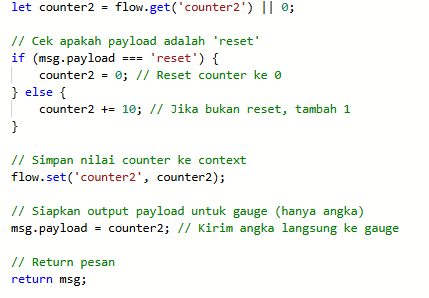 let counter2 = flow.get('counter2') || 0;
// Cek apakah payload adalah 'reset'
if (msg.payload === 'reset') {
    counter2 = 0; // Reset counter ke 0
} else {
    counter2 += 10; // Jika bukan reset, tambah 1
}
// Simpan nilai counter ke context
flow.set('counter2', counter2);
// Siapkan output payload untuk gauge (hanya angka)
msg.payload = counter2; // Kirim angka langsung ke gauge
// Return pesan
return msg;